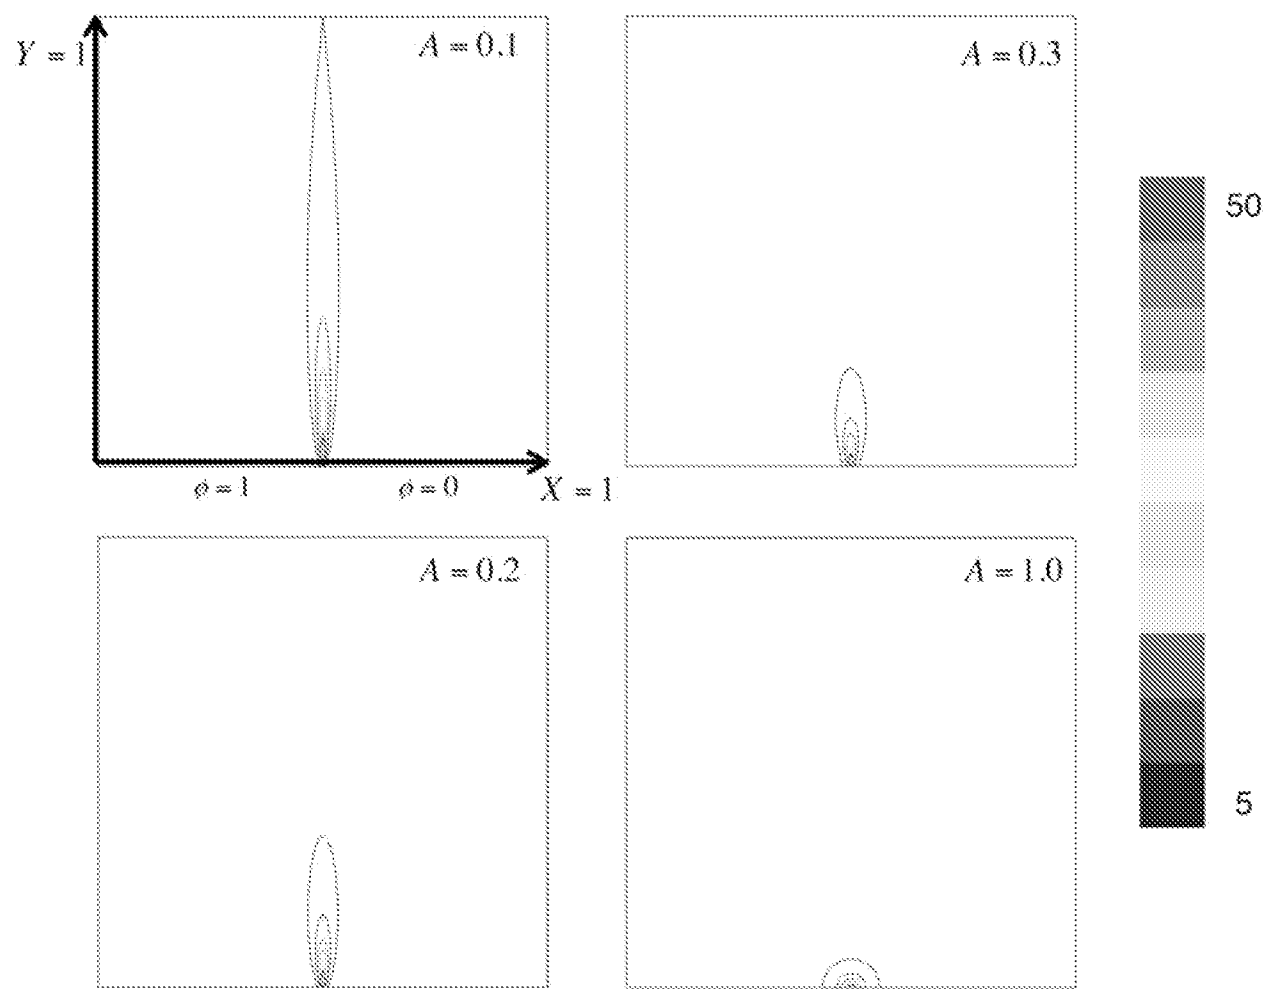 Y = 1
A = 0.1
A = 0.3
50
ø = 1
ø = 0
X = 1
A = 0.2
A = 1.0
5